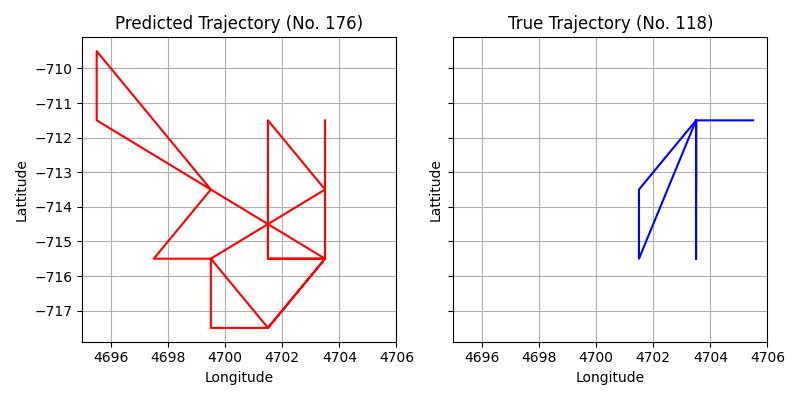 Predicted Trajectory (No. 176)
−710
−711
−712
−713
−714
−715
−716
−717
Lattitude
4696 4698 4700 4702 4704 4706
Longitude
True Trajectory (No. 118)
Lattitude
4696 4698 4700 4702 4704 4706
Longitude